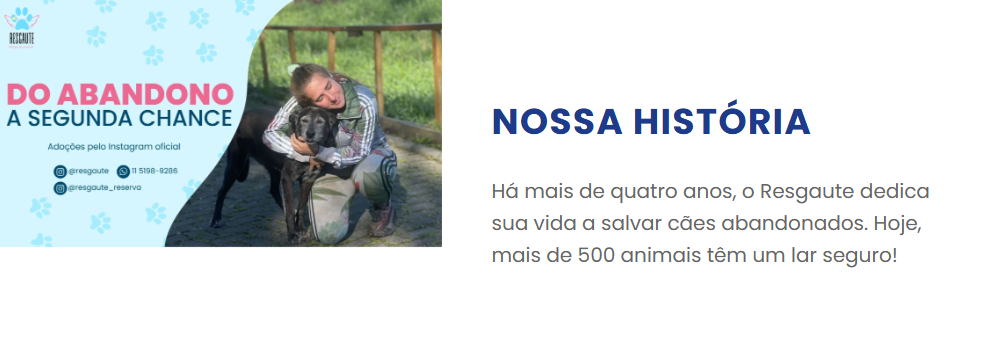 RESGAUTE
DO ABANDONO
A SEGUNDA CHANCE
Adoções pelo Instagram oficial
@resgaute 11 5198-9286
@resgaute_reserva
NOSSA HISTÓRIA
Há mais de quatro anos, o Resgaute dedica
sua vida a salvar cães abandonados. Hoje,
mais de 500 animais têm um lar seguro!